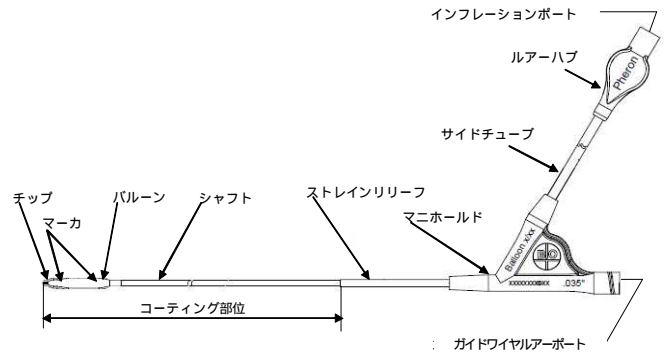 インフレーションポート
ルアーハブ
Pheron
サイドチューブ
チップ
マーカ
バルーン
シャフト
ストレインリリーフ
マニホールド
Balloon x/xx
.035"
コーティング部位
ガイドワイヤルアーポート